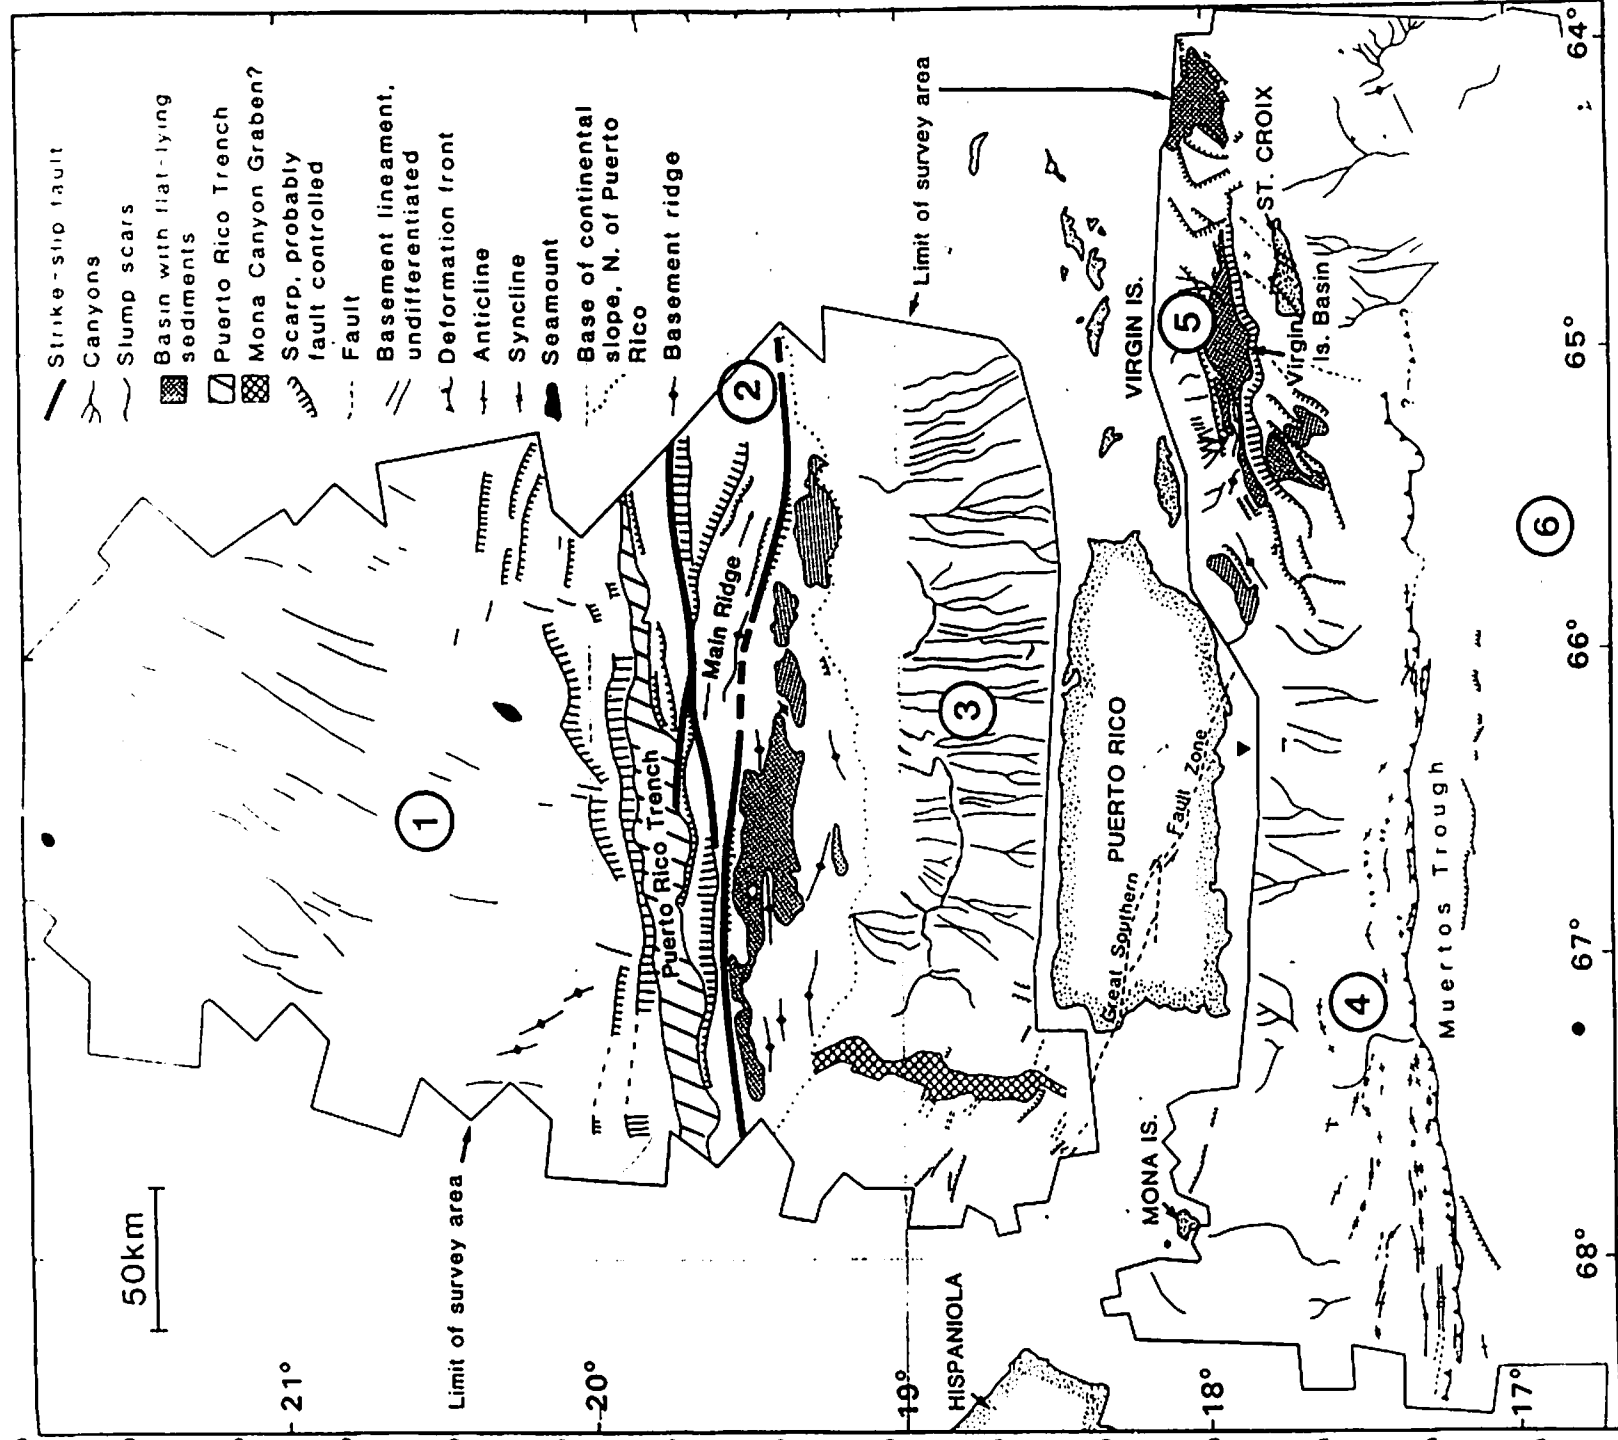 Strike-slip fault
Canyons
Slump scars
Basin with flat-lying
sediments
Puerto Rico Trench
Mona Canyon Graben?
Scarp, probably
fault controlled
Fault
Basement lineament,
undifferentiated
Deformation front
Anticline
Syncline
Seamount
Base of continental
slope, N. of Puerto
Rico
Basement ridge
50km
Limit of survey area
Limit of survey area
21°
20°
19°
18°
17°
1
2
3
4
5
6
Puerto Rico Trench
Main Ridge
HISPANIOLA
MONA IS.
PUERTO RICO
Great Southern Fault Zone
VIRGIN IS.
ST. CROIX
Virgin
Is. Basin
Muertos Trough
? ?
68°
67°
66°
65°
64°